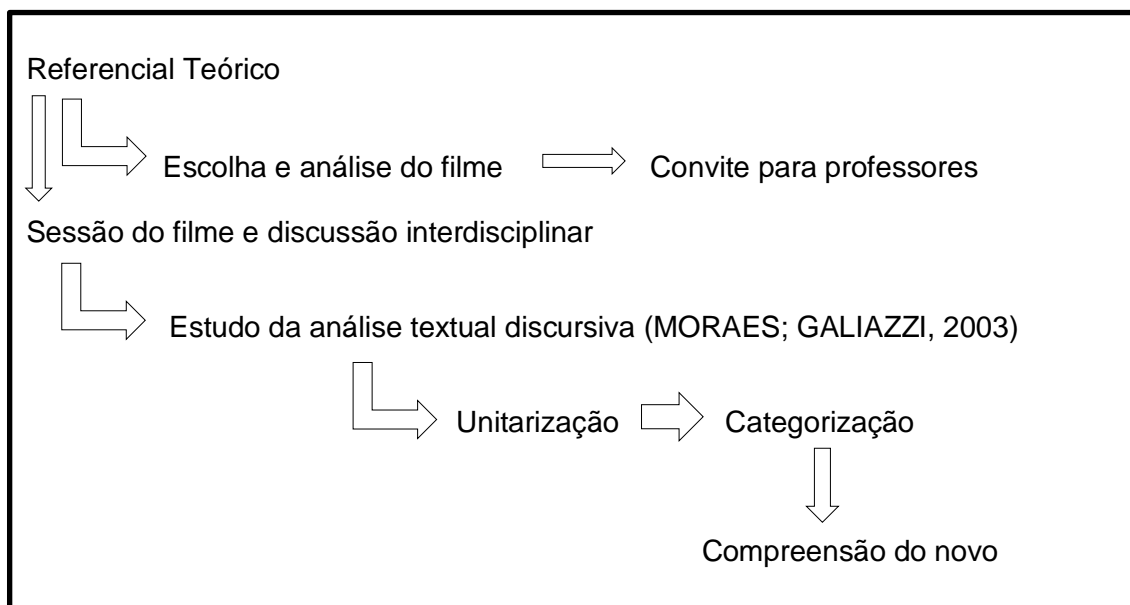 Referencial Teórico
Escolha e análise do filme
Convite para professores
Sessão do filme e discussão interdisciplinar
Estudo da análise textual discursiva (MORAES; GALIAZZI, 2003)
Unitarização
Categorização
Compreensão do novo